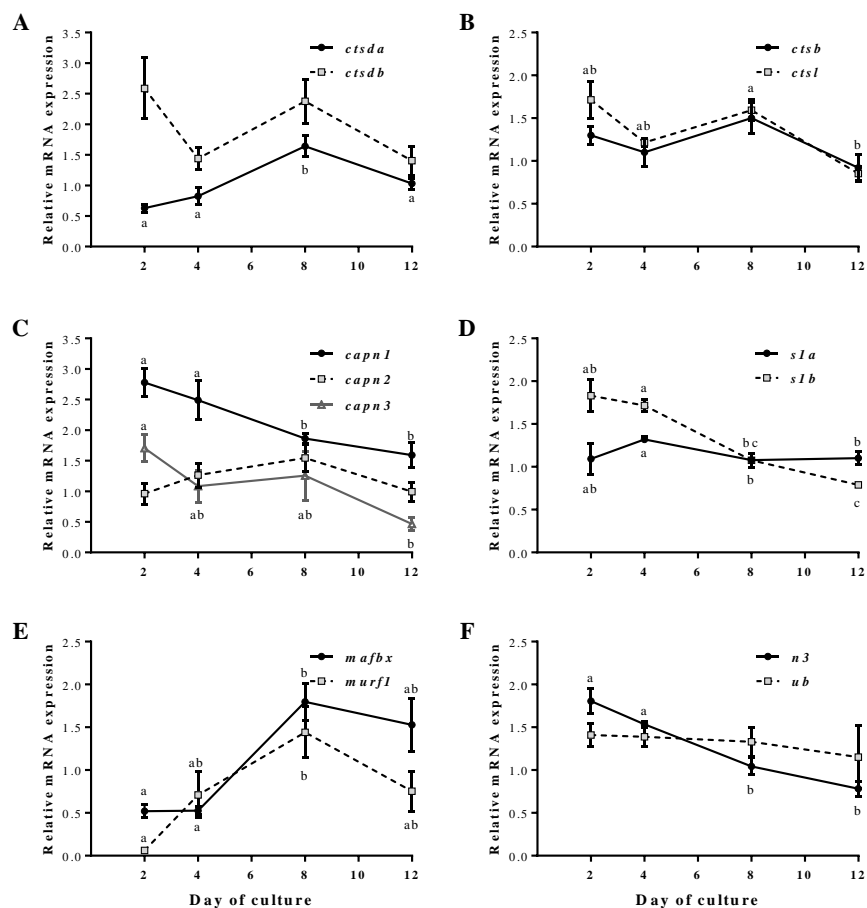 A
Relative mRNA expression
3.5
3.0
2.5
2.0
1.5
1.0
0.5
0.0
ctsda
ctsdb
a
a
b
a
2 4 6 8 10 12
B
Relative mRNA expression
2.5
2.0
1.5
1.0
0.5
0.0
ctsb
ctsl
ab
ab
a
b
2 4 6 8 10 12
C
Relative mRNA expression
3.5
3.0
2.5
2.0
1.5
1.0
0.5
0.0
capn1
capn2
capn3
a
a
b
b
a
ab
ab
b
2 4 6 8 10 12
D
Relative mRNA expression
2.5
2.0
1.5
1.0
0.5
0.0
s1a
s1b
ab
a
bc
b
ab
a
b
c
2 4 6 8 10 12
E
Relative mRNA expression
2.5
2.0
1.5
1.0
0.5
0.0
mafbx
murf1
a
ab
b
ab
a
a
b
ab
2 4 6 8 10 12
Day of culture
F
Relative mRNA expression
2.5
2.0
1.5
1.0
0.5
0.0
n3
ub
a
a
b
b
2 4 6 8 10 12
Day of culture